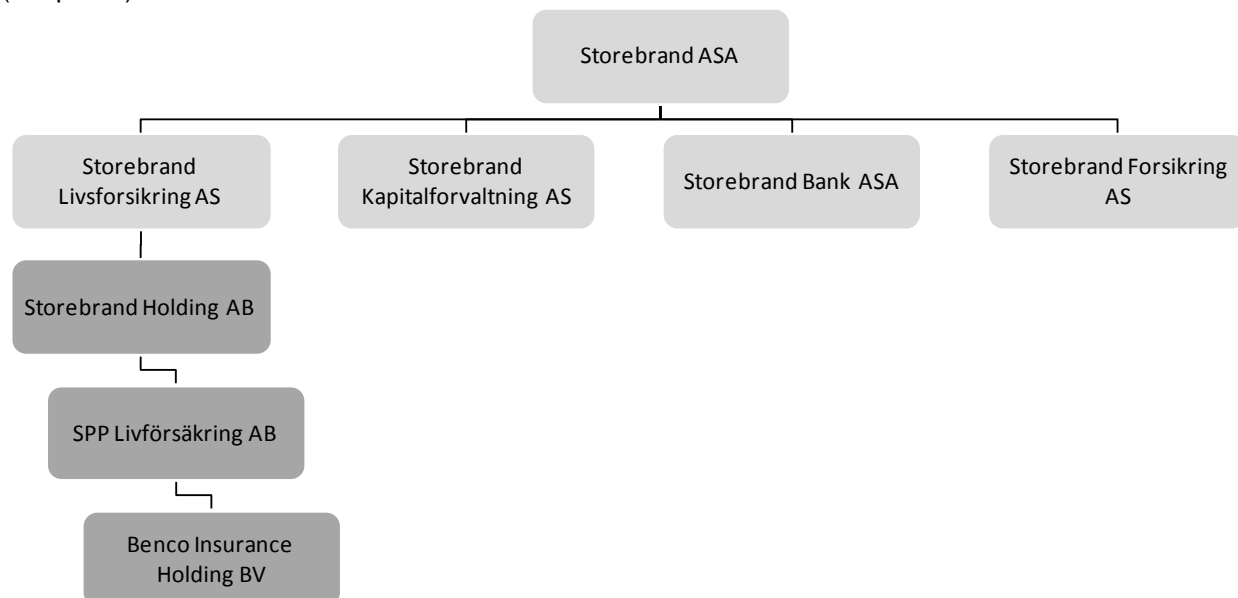 Storebrand ASA
Storebrand
Livsforsikring AS
Storebrand
Kapitalforvaltning AS
Storebrand Bank ASA
Storebrand Forsikring
AS
Storebrand Holding AB
SPP Livförsäkring AB
Benco Insurance
Holding BV